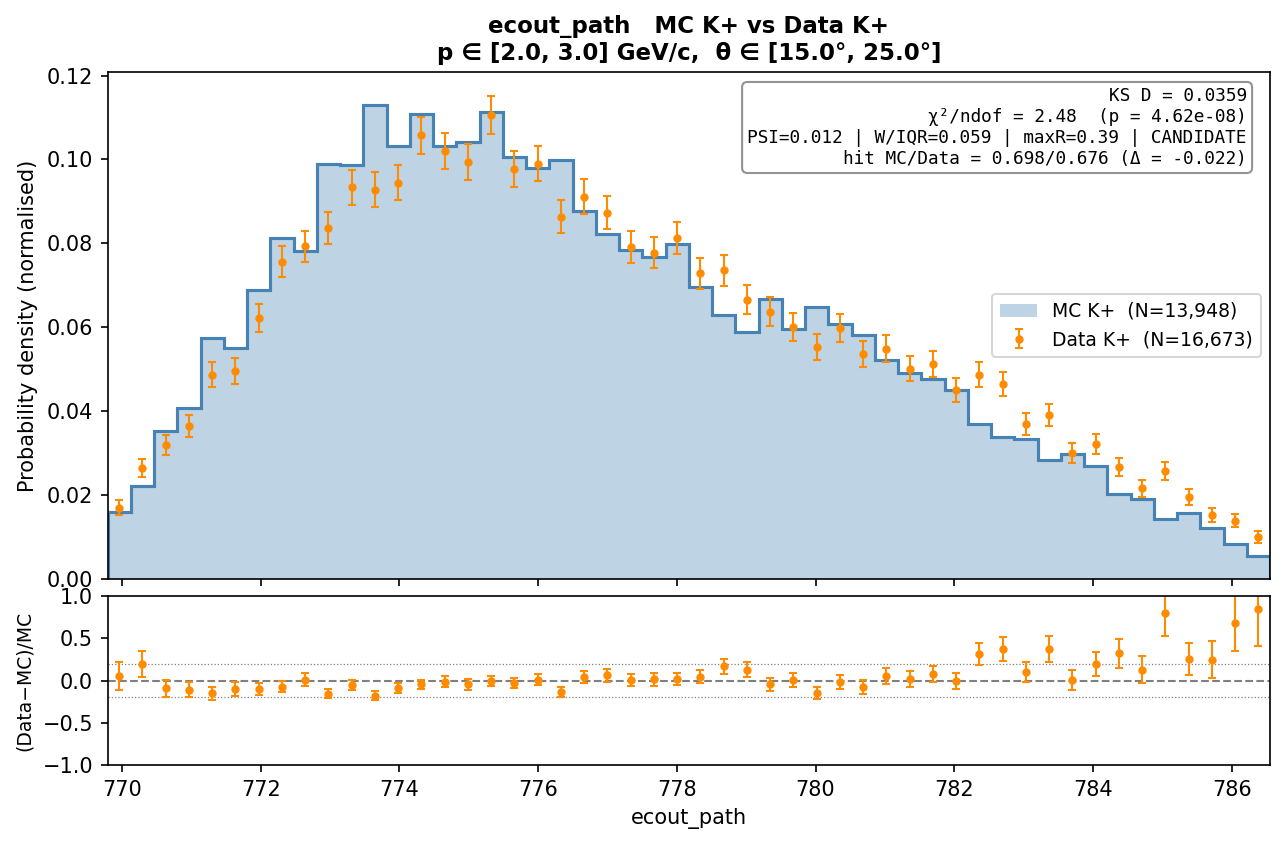 ecout_path   MC K+ vs Data K+
p ∈ [2.0, 3.0] GeV/c,  θ ∈ [15.0°, 25.0°]
KS D = 0.0359
χ²/ndof = 2.48  (p = 4.62e-08)
PSI=0.012 | W/IQR=0.059 | maxR=0.39 | CANDIDATE
hit MC/Data = 0.698/0.676 (Δ = -0.022)
MC K+  (N=13,948)
Data K+  (N=16,673)
Probability density (normalised)
0.12
0.10
0.08
0.06
0.04
0.02
0.00
(Data−MC)/MC
1.0
0.5
0.0
−0.5
−1.0
770 772 774 776 778 780 782 784 786
ecout_path